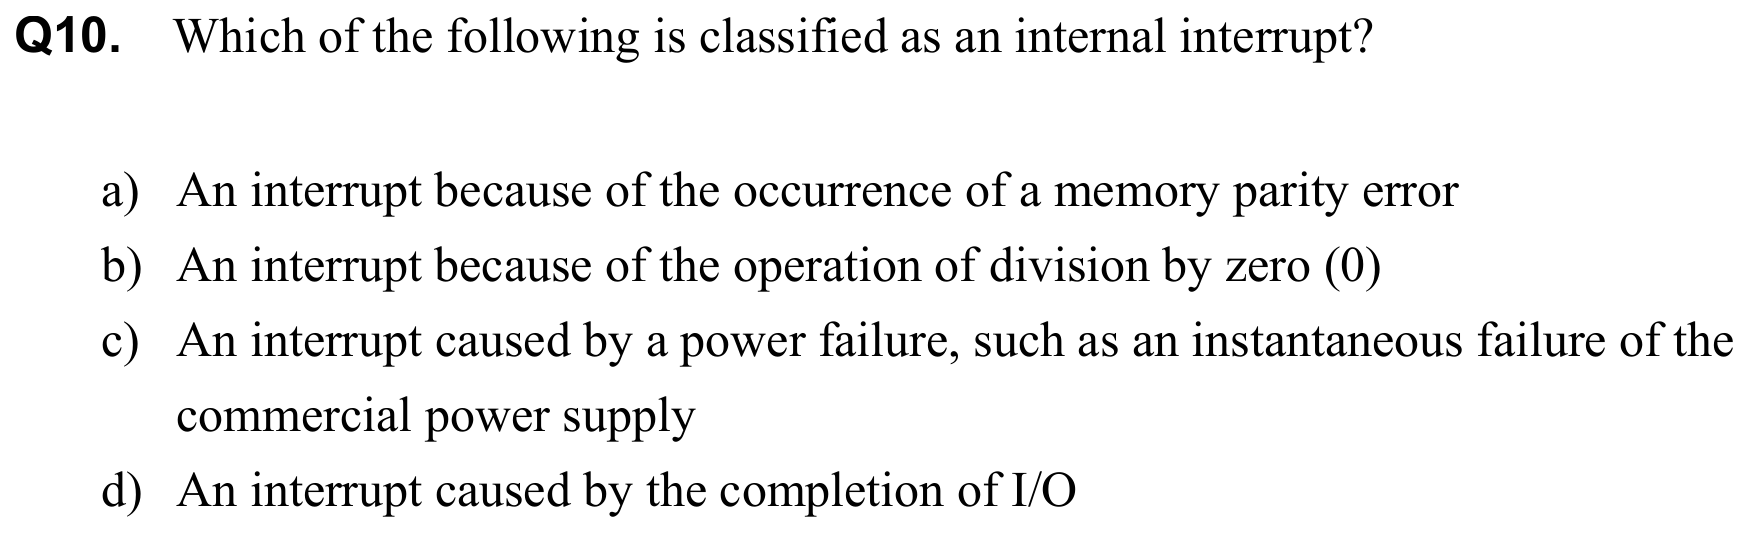 Q10. Which of the following is classified as an internal interrupt?
a) An interrupt because of the occurrence of a memory parity error
b) An interrupt because of the operation of division by zero (0)
c) An interrupt caused by a power failure, such as an instantaneous failure of the
commercial power supply
d) An interrupt caused by the completion of I/O